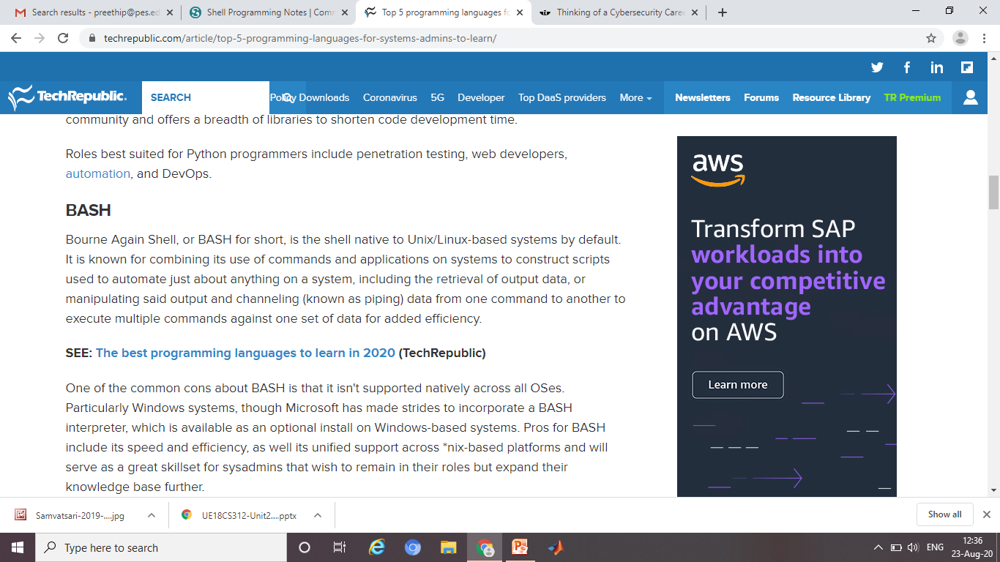 Search results - preethip@pes.ed
Shell Programming Notes | Com
Top 5 programming languages fo
Thinking of a Cybersecurity Care
techrepublic.com/article/top-5-programming-languages-for-systems-admins-to-learn/
TechRepublic.
SEARCH
Policy Downloads
Coronavirus
5G
Developer
Top DaaS providers
More
Newsletters
Forums
Resource Library
TR Premium
community and offers a breadth of libraries to shorten code development time.
Roles best suited for Python programmers include penetration testing, web developers,
automation, and DevOps.
BASH
Bourne Again Shell, or BASH for short, is the shell native to Unix/Linux-based systems by default.
It is known for combining its use of commands and applications on systems to construct scripts
used to automate just about anything on a system, including the retrieval of output data, or
manipulating said output and channeling (known as piping) data from one command to another to
execute multiple commands against one set of data for added efficiency.
SEE: The best programming languages to learn in 2020 (TechRepublic)
One of the common cons about BASH is that it isn't supported natively across all OSes.
Particularly Windows systems, though Microsoft has made strides to incorporate a BASH
interpreter, which is available as an optional install on Windows-based systems. Pros for BASH
include its speed and efficiency, as well its unified support across *nix-based platforms and will
serve as a great skillset for sysadmins that wish to remain in their roles but expand their
knowledge base further.
aws
Transform SAP
workloads into
your competitive
advantage
on AWS
Learn more
Samvatsari-2019-....jpg
UE18CS312-Unit2....pptx
Show all
Type here to search
ENG
12:36
23-Aug-20